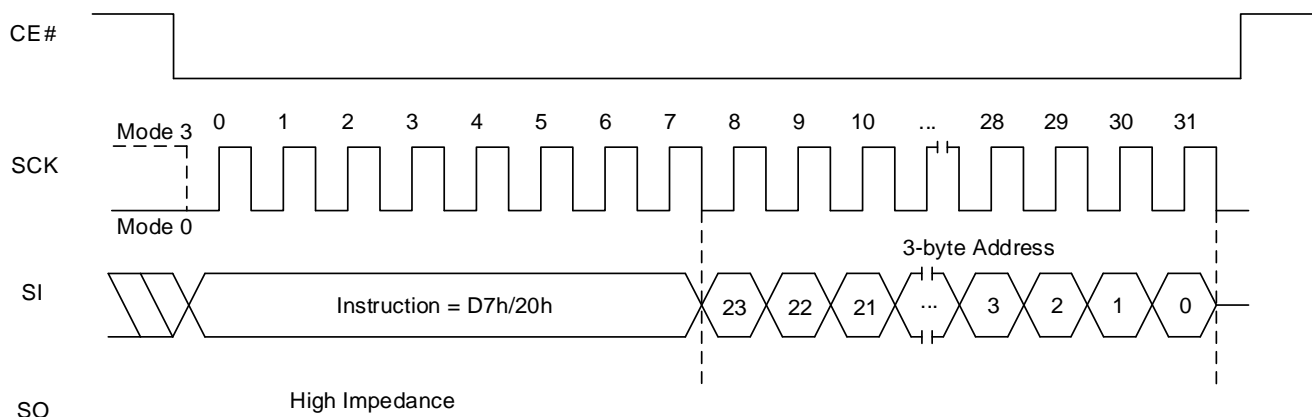 CE#
0 1 2 3 4 5 6 7 8 9 10 ... 28 29 30 31
Mode 3
SCK
Mode 0
3-byte Address
SI
Instruction = D7h/20h 23 22 21 ... 3 2 1 0
High Impedance
SO